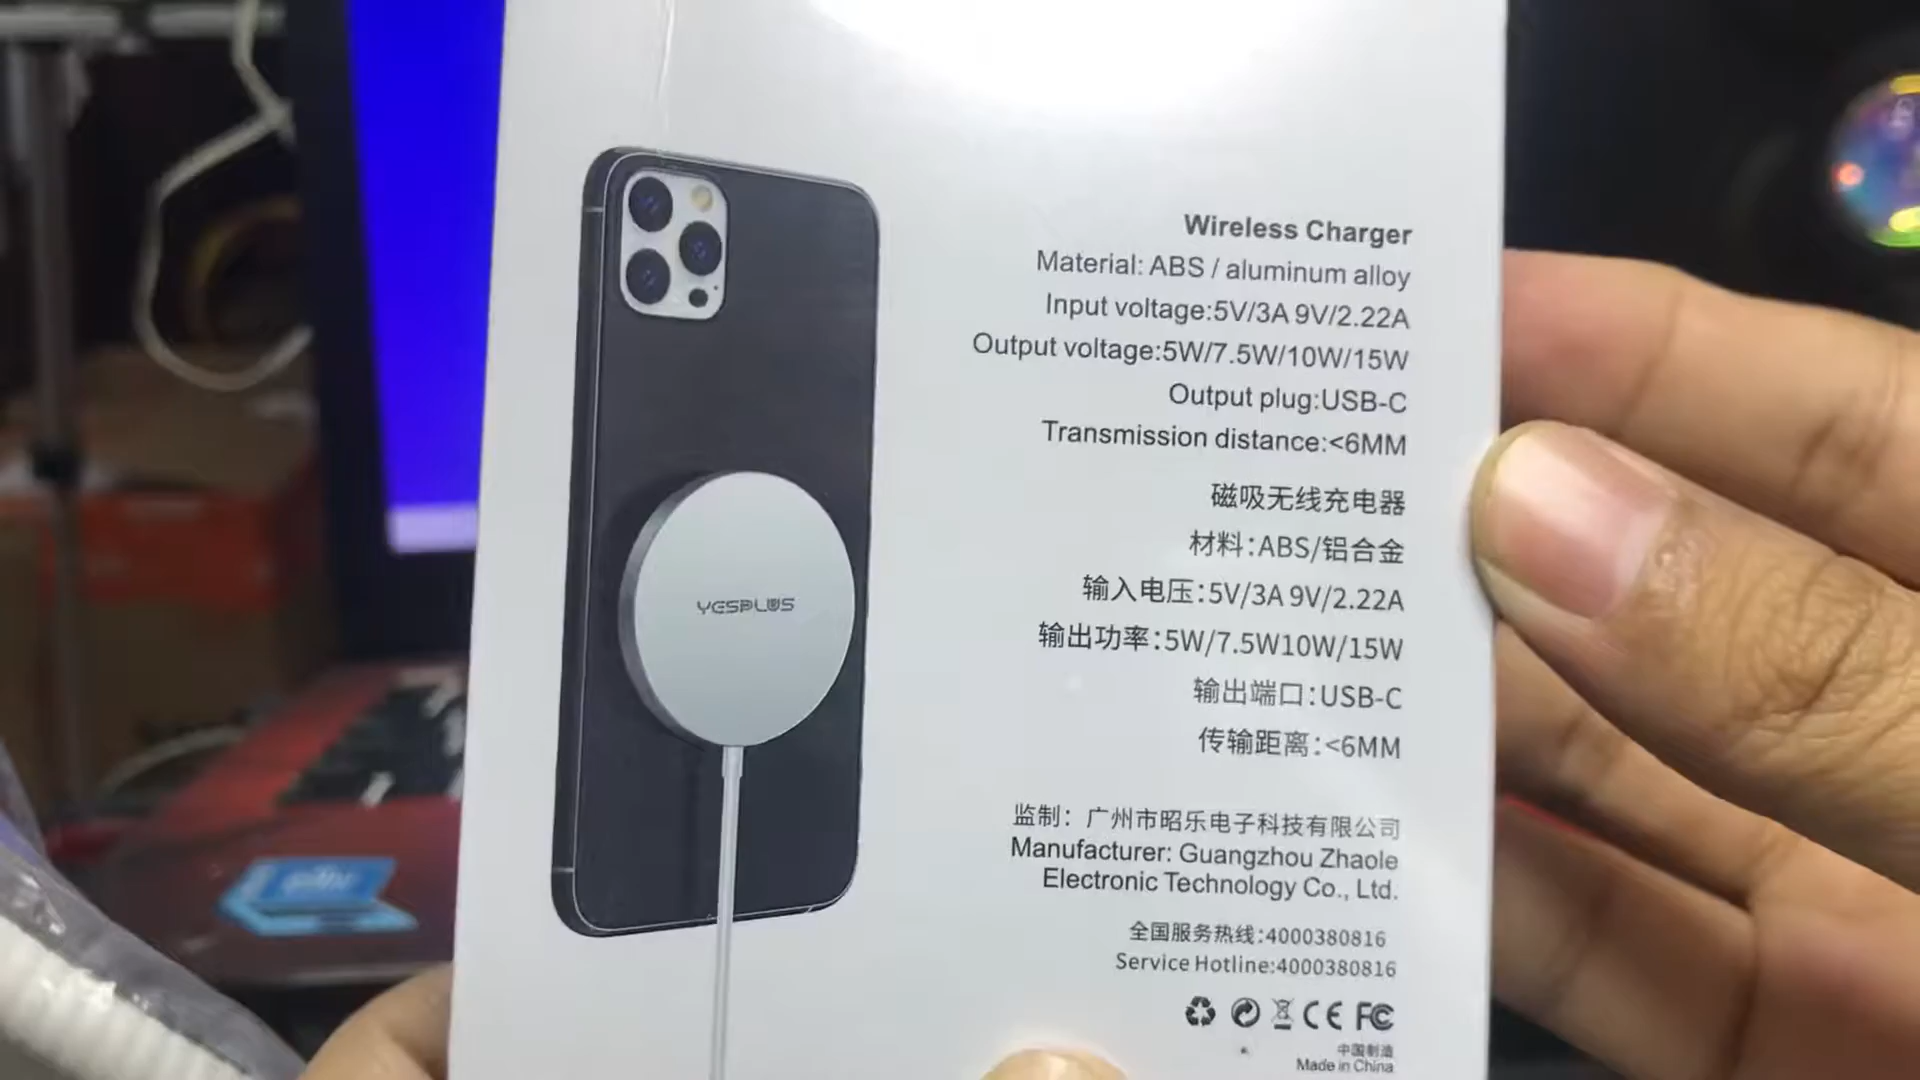 Wireless Charger
Material: ABS / aluminum alloy
Input voltage:5V/3A 9V/2.22A
Output voltage:5W/7.5W/10W/15W
Output plug:USB-C
Transmission distance:<6MM
磁吸无线充电器
材料:ABS/铝合金
输入电压:5V/3A 9V/2.22A
输出功率:5W/7.5W10W/15W
输出端口:USB-C
传输距离:<6MM
YESPLUS
监制: 广州市昭乐电子科技有限公司
Manufacturer: Guangzhou Zhaole
Electronic Technology Co., Ltd.
全国服务热线:4000380816
Service Hotline:4000380816
CE FC
中国制造
Made in China